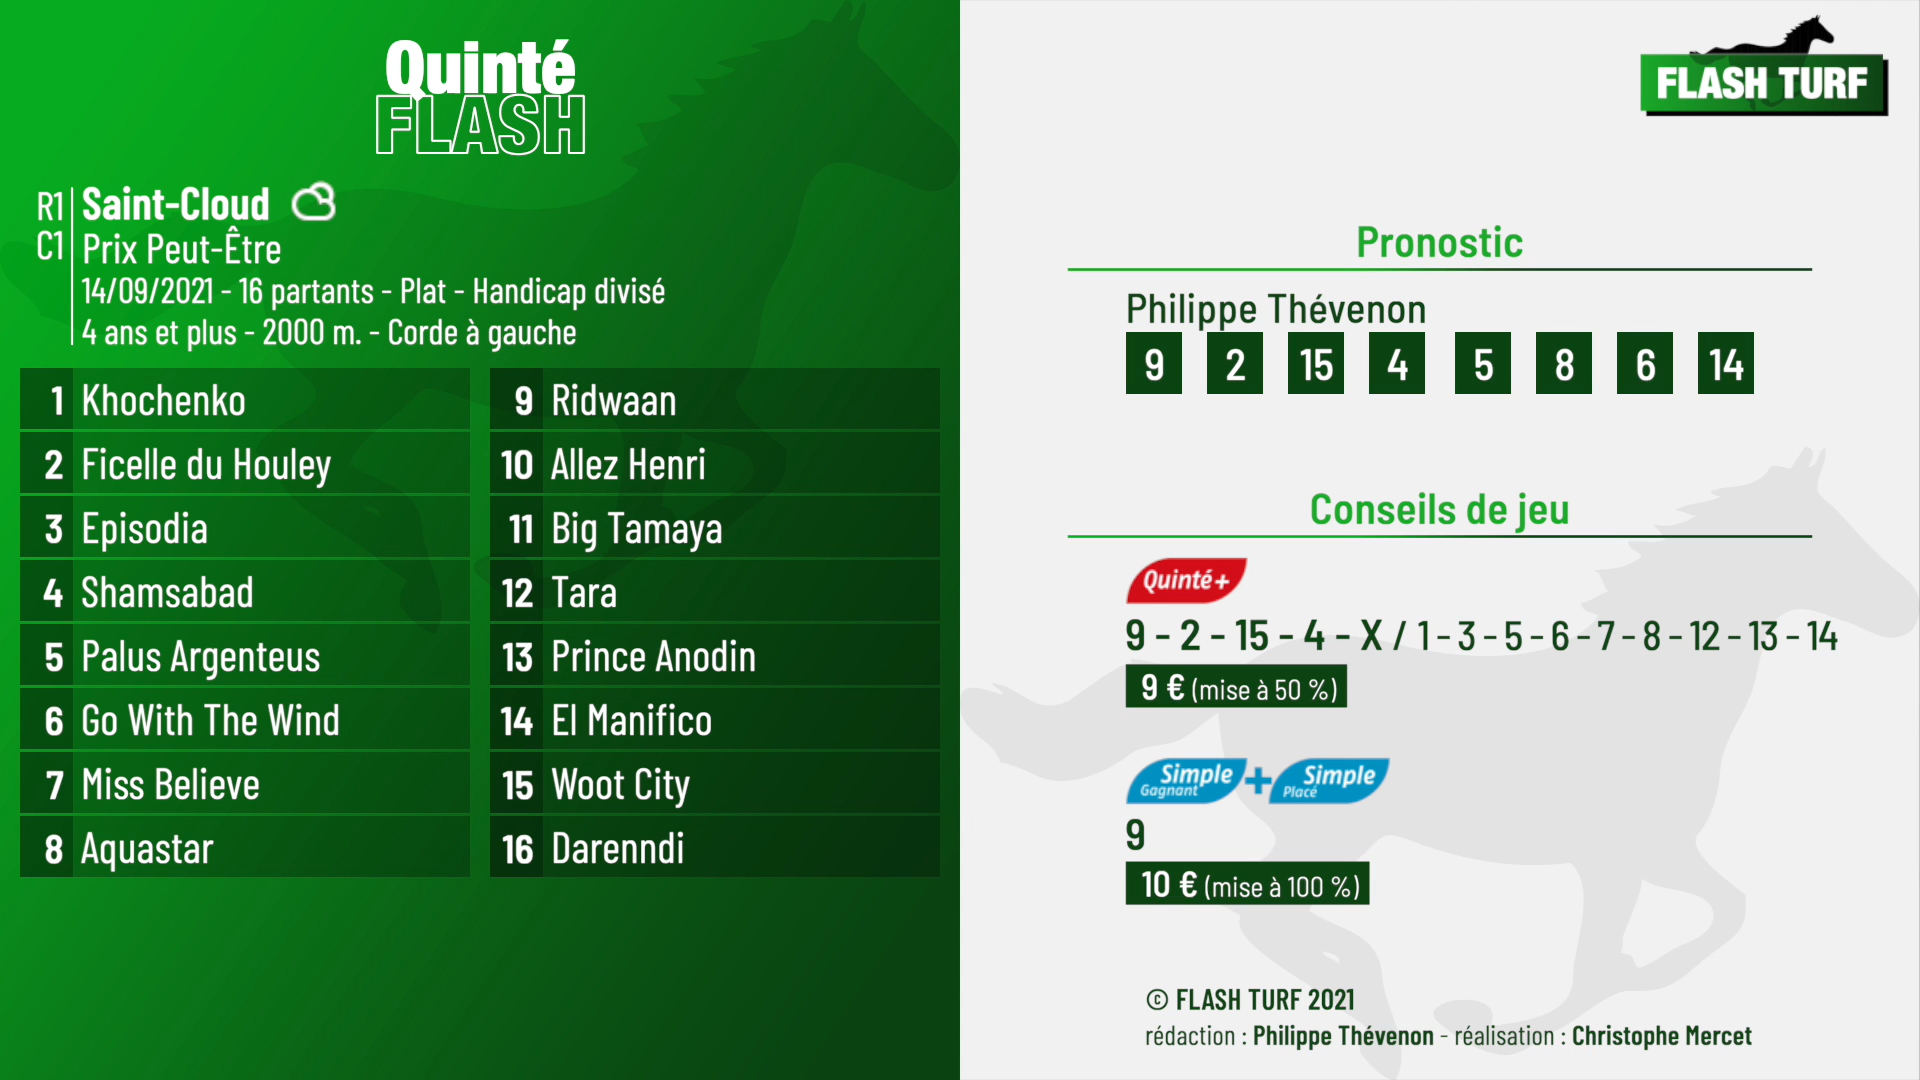 Quinté
FLASH
R1 Saint-Cloud
C1 Prix Peut-Être
14/09/2021 - 16 partants - Plat - Handicap divisé
4 ans et plus - 2000 m. - Corde à gauche
1 Khochenko
2 Ficelle du Houley
3 Episodia
4 Shamsabad
5 Palus Argenteus
6 Go With The Wind
7 Miss Believe
8 Aquastar
9 Ridwaan
10 Allez Henri
11 Big Tamaya
12 Tara
13 Prince Anodin
14 El Manifico
15 Woot City
16 Darenndi
FLASH TURF
Pronostic
Philippe Thévenon
9 2 15 4 5 8 6 14
Conseils de jeu
Quinté+
9 - 2 - 15 - 4 - X / 1 - 3 - 5 - 6 - 7 - 8 - 12 - 13 - 14
9 € (mise à 50 %)
Simple Gagnant + Simple Placé
9
10 € (mise à 100 %)
© FLASH TURF 2021
rédaction : Philippe Thévenon - réalisation : Christophe Mercet